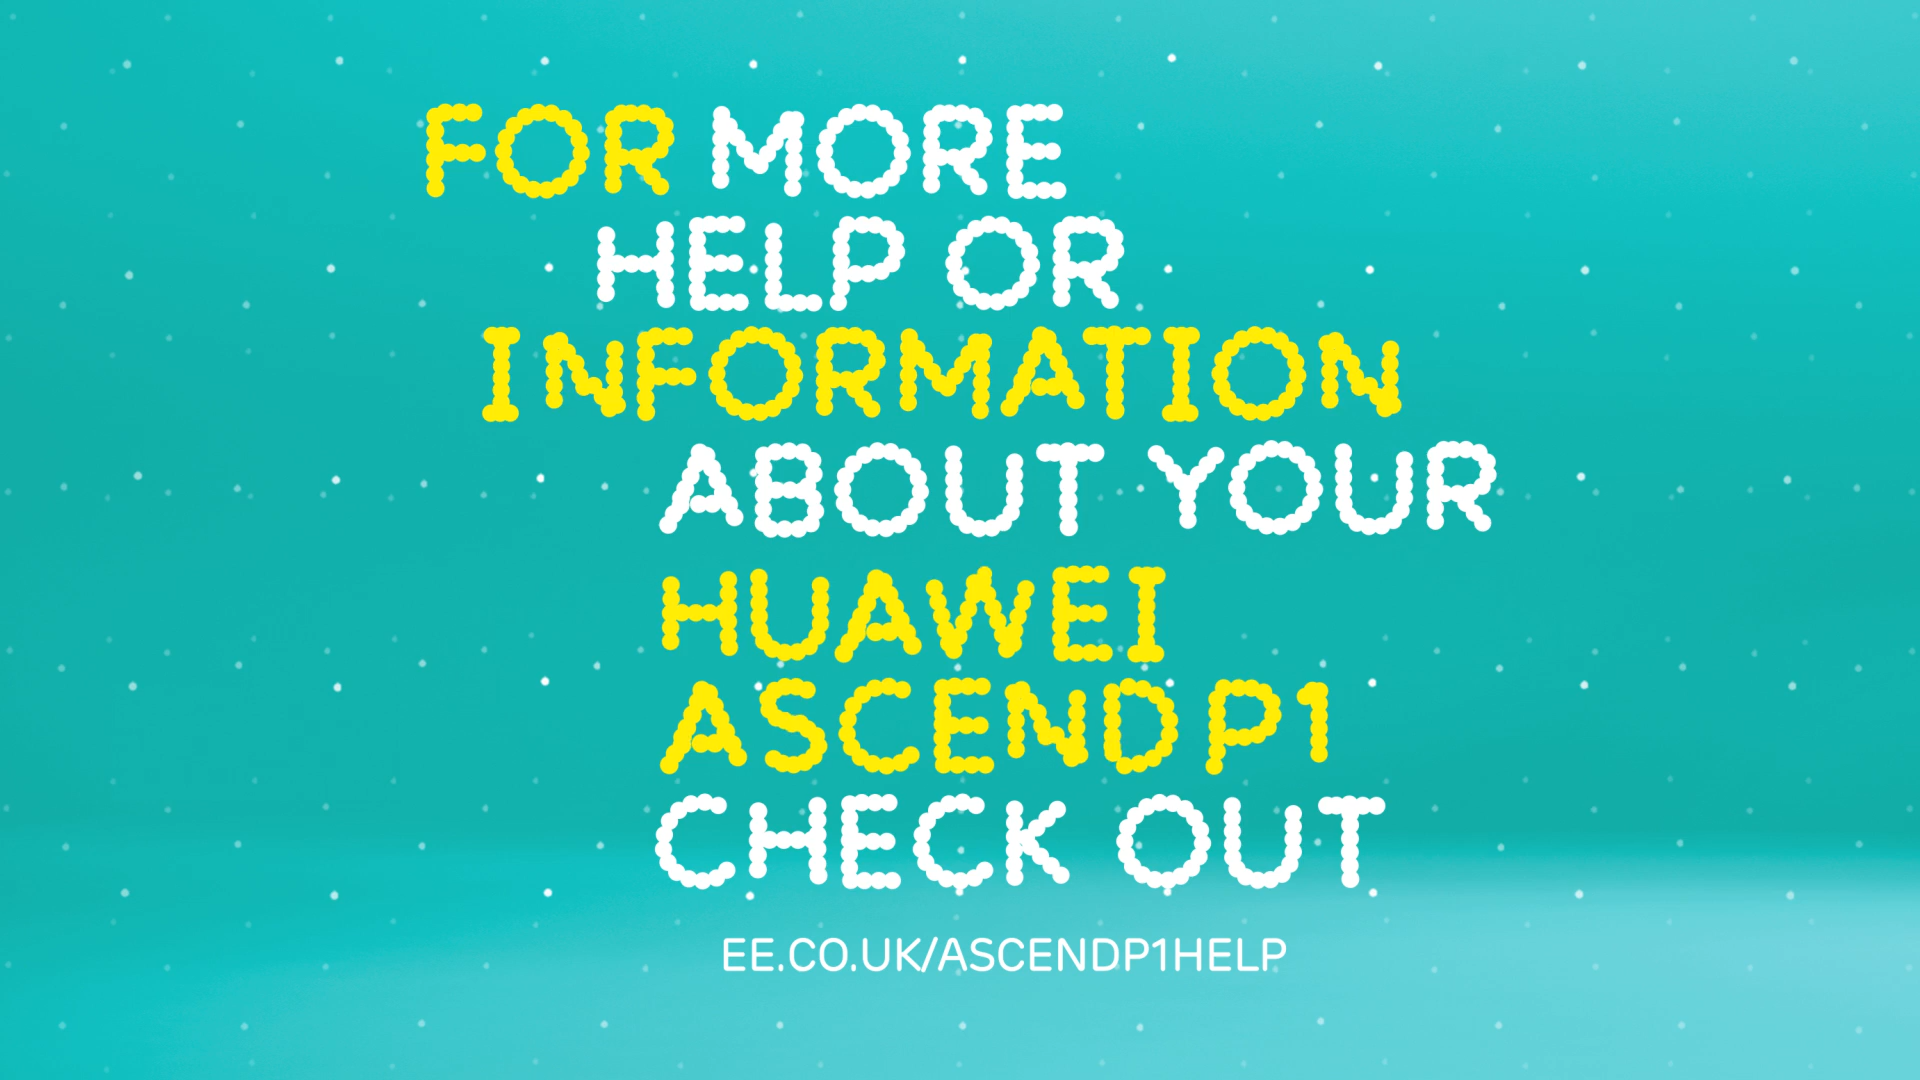 FOR MORE
HELP OR
INFORMATION
ABOUT YOUR
HUAWEI
ASCEND P1
CHECK OUT
EE.CO.UK/ASCENDP1HELP